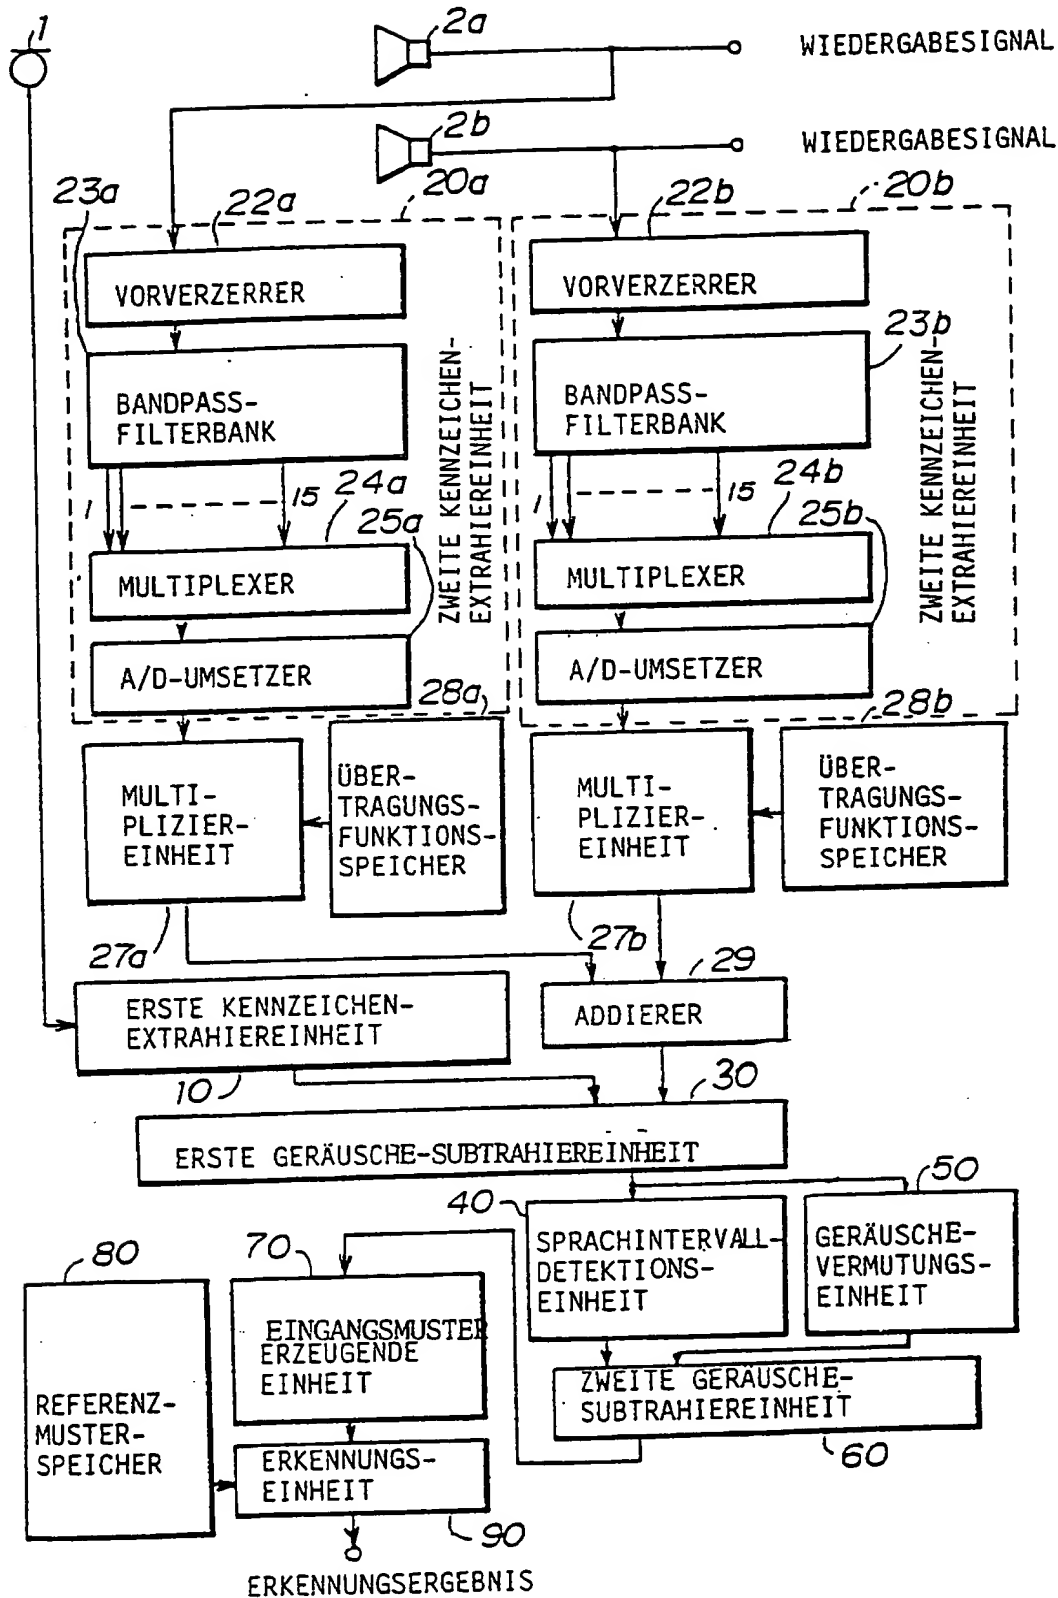 1
2a
WIEDERGABESIGNAL
2b
WIEDERGABESIGNAL
23a
22a
20a
22b
20b
VORVERZERRER
VORVERZERRER
23b
BANDPASS-
FILTERBANK
BANDPASS-
FILTERBANK
ZWEITE KENNZEICHEN-
EXTRAHIEREINHEIT
ZWEITE KENNZEICHEN-
EXTRAHIEREINHEIT
1
15
24a
25a
1
15
24b
25b
MULTIPLEXER
MULTIPLEXER
A/D-UMSETZER
A/D-UMSETZER
28a
28b
MULTI-
PLIZIER-
EINHEIT
ÜBER-
TRAGUNGS-
FUNKTIONS-
SPEICHER
MULTI-
PLIZIER-
EINHEIT
ÜBER-
TRAGUNGS-
FUNKTIONS-
SPEICHER
27a
27b
29
ERSTE KENNZEICHEN-
EXTRAHIEREINHEIT
ADDIERER
10
30
ERSTE GERÄUSCHE-SUBTRAHIEREINHEIT
40
50
SPRACHINTERVALL-
DETEKTIONS-
EINHEIT
GERÄUSCHE-
VERMUTUNGS-
EINHEIT
80
70
EINGANGSMUSTER
ERZEUGENDE
EINHEIT
ZWEITE GERÄUSCHE-
SUBTRAHIEREINHEIT
60
REFERENZ-
MUSTER-
SPEICHER
ERKENNUNGS-
EINHEIT
90
ERKENNUNGSERGEBNIS